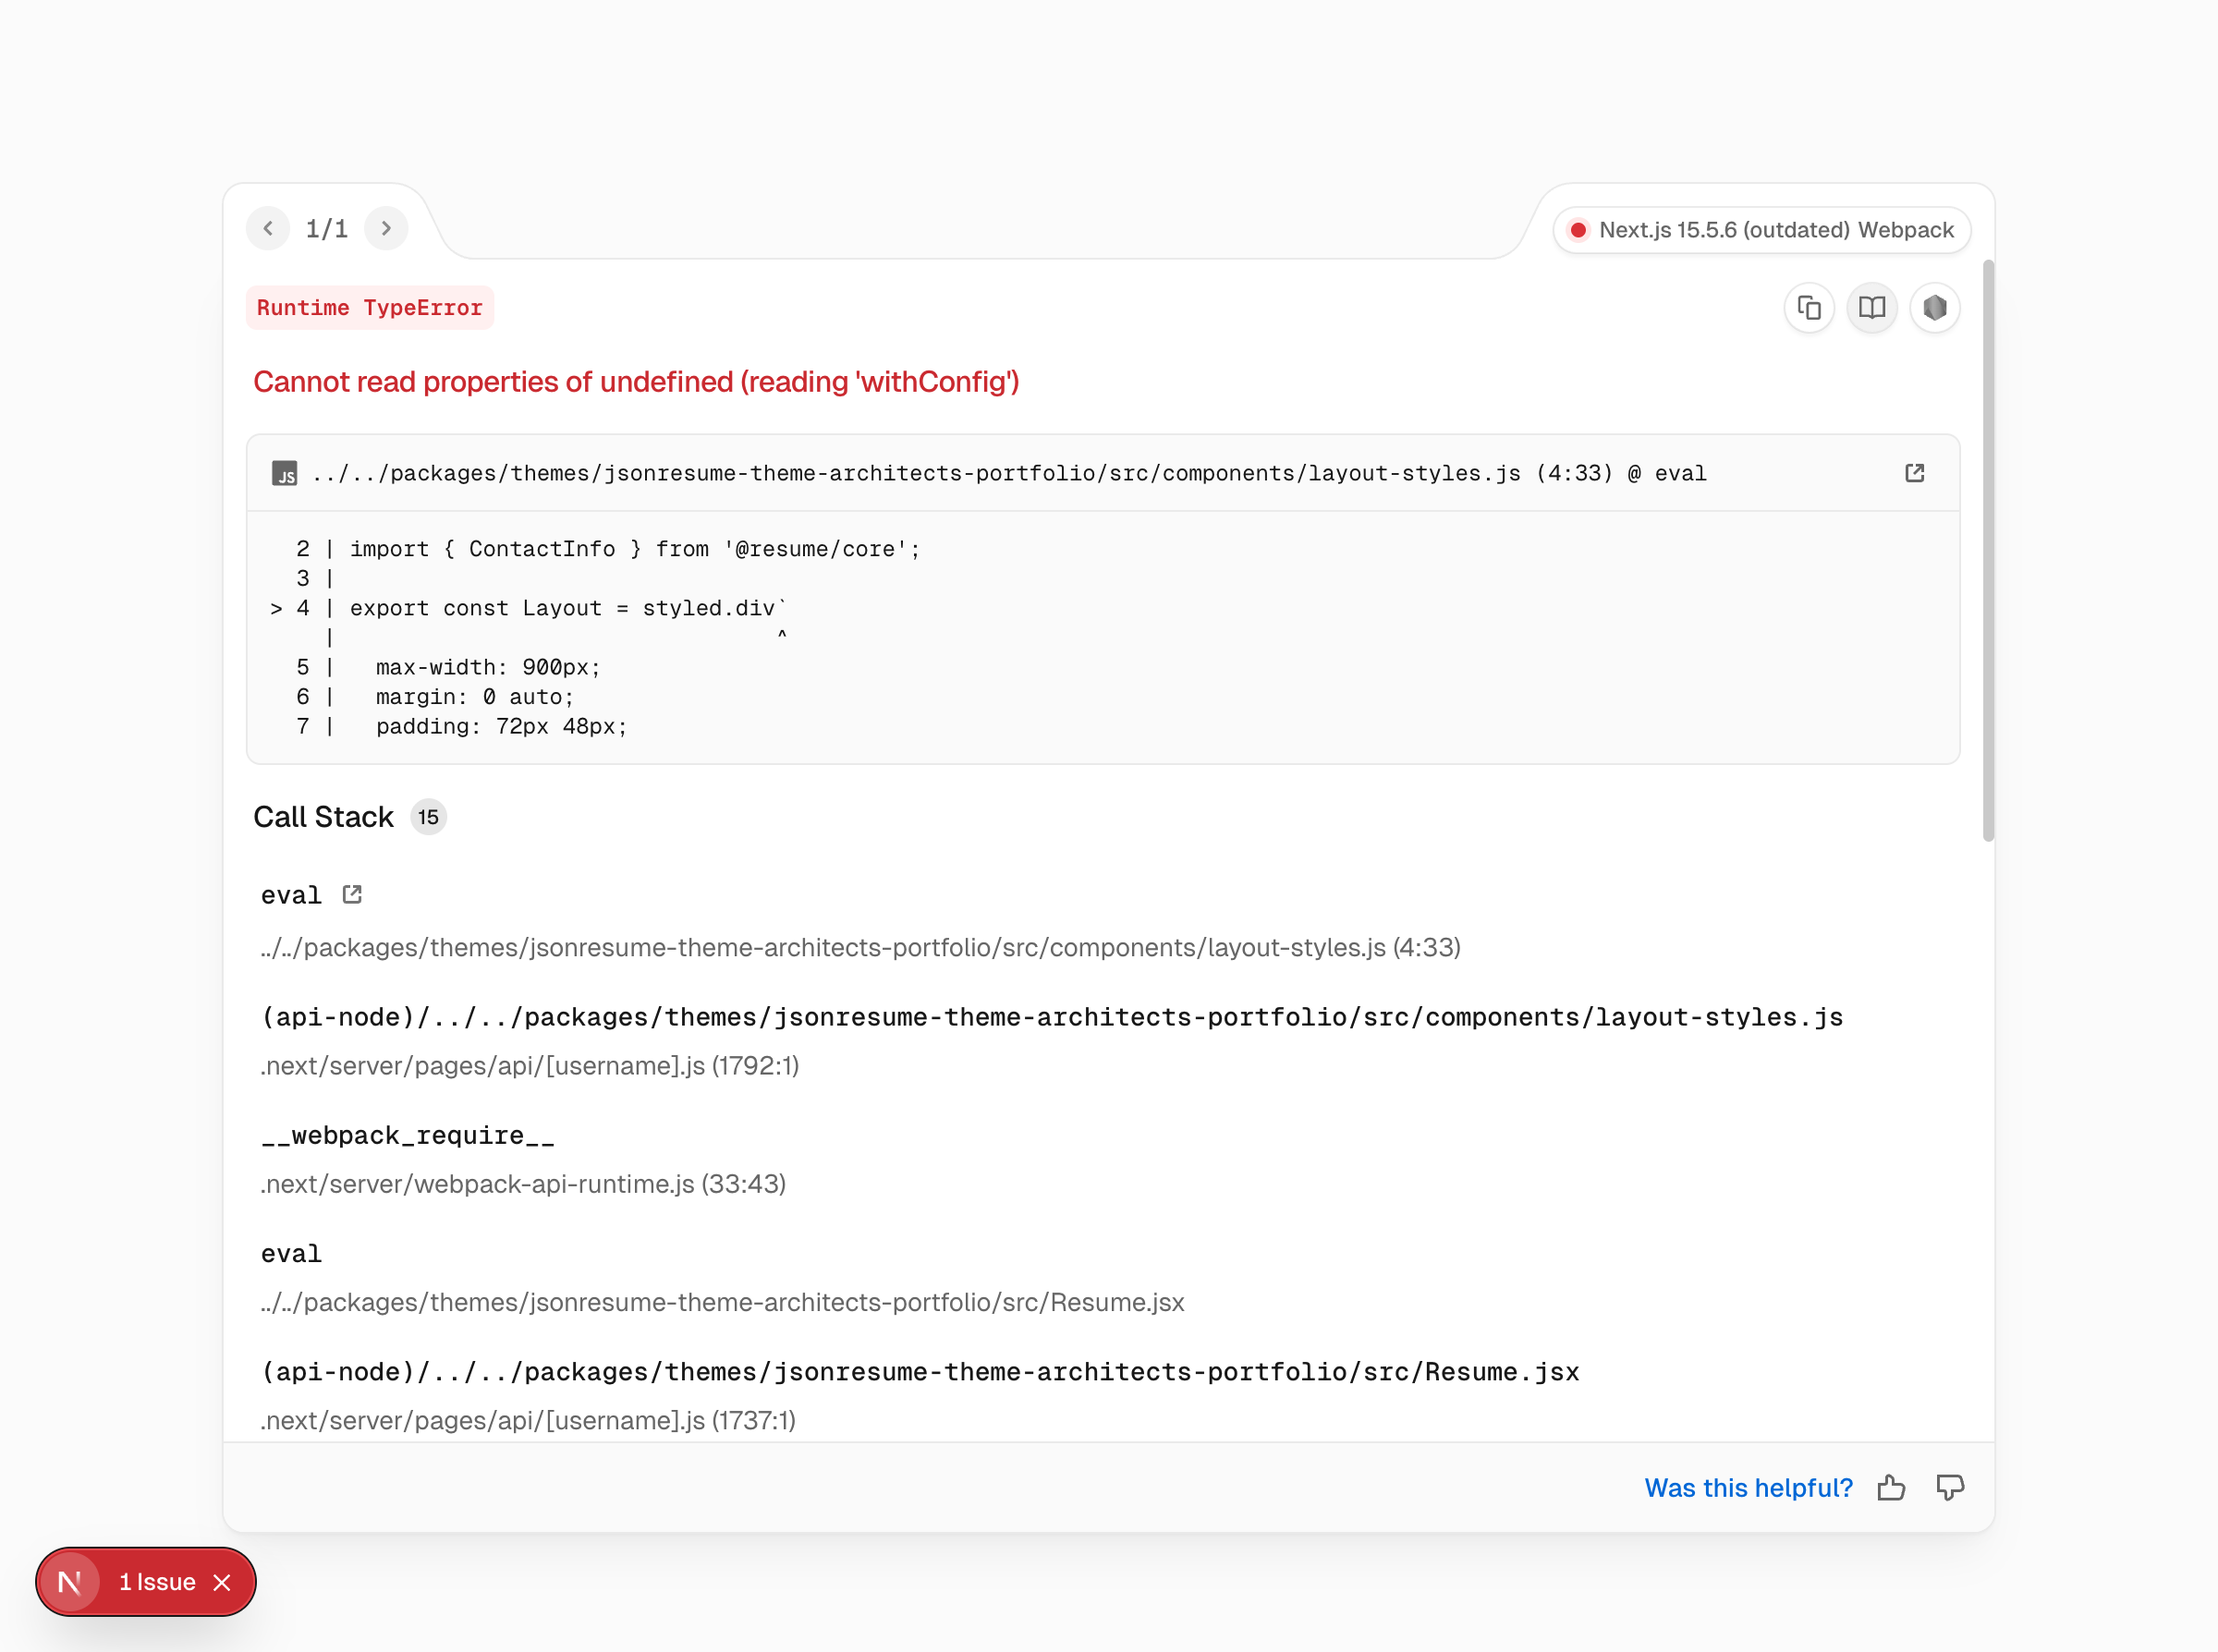 1/1
Next.js 15.5.6 (outdated) Webpack
Runtime TypeError
Cannot read properties of undefined (reading 'withConfig')
JS ../../packages/themes/jsonresume-theme-architects-portfolio/src/components/layout-styles.js (4:33) @ eval
2 | import { ContactInfo } from '@resume/core';
3 |
> 4 | export const Layout = styled.div`
| ^
5 |   max-width: 900px;
6 |   margin: 0 auto;
7 |   padding: 72px 48px;
Call Stack 15
eval
../../packages/themes/jsonresume-theme-architects-portfolio/src/components/layout-styles.js (4:33)
(api-node)/../../packages/themes/jsonresume-theme-architects-portfolio/src/components/layout-styles.js
.next/server/pages/api/[username].js (1792:1)
__webpack_require__
.next/server/webpack-api-runtime.js (33:43)
eval
../../packages/themes/jsonresume-theme-architects-portfolio/src/Resume.jsx
(api-node)/../../packages/themes/jsonresume-theme-architects-portfolio/src/Resume.jsx
.next/server/pages/api/[username].js (1737:1)
Was this helpful?
N 1 Issue